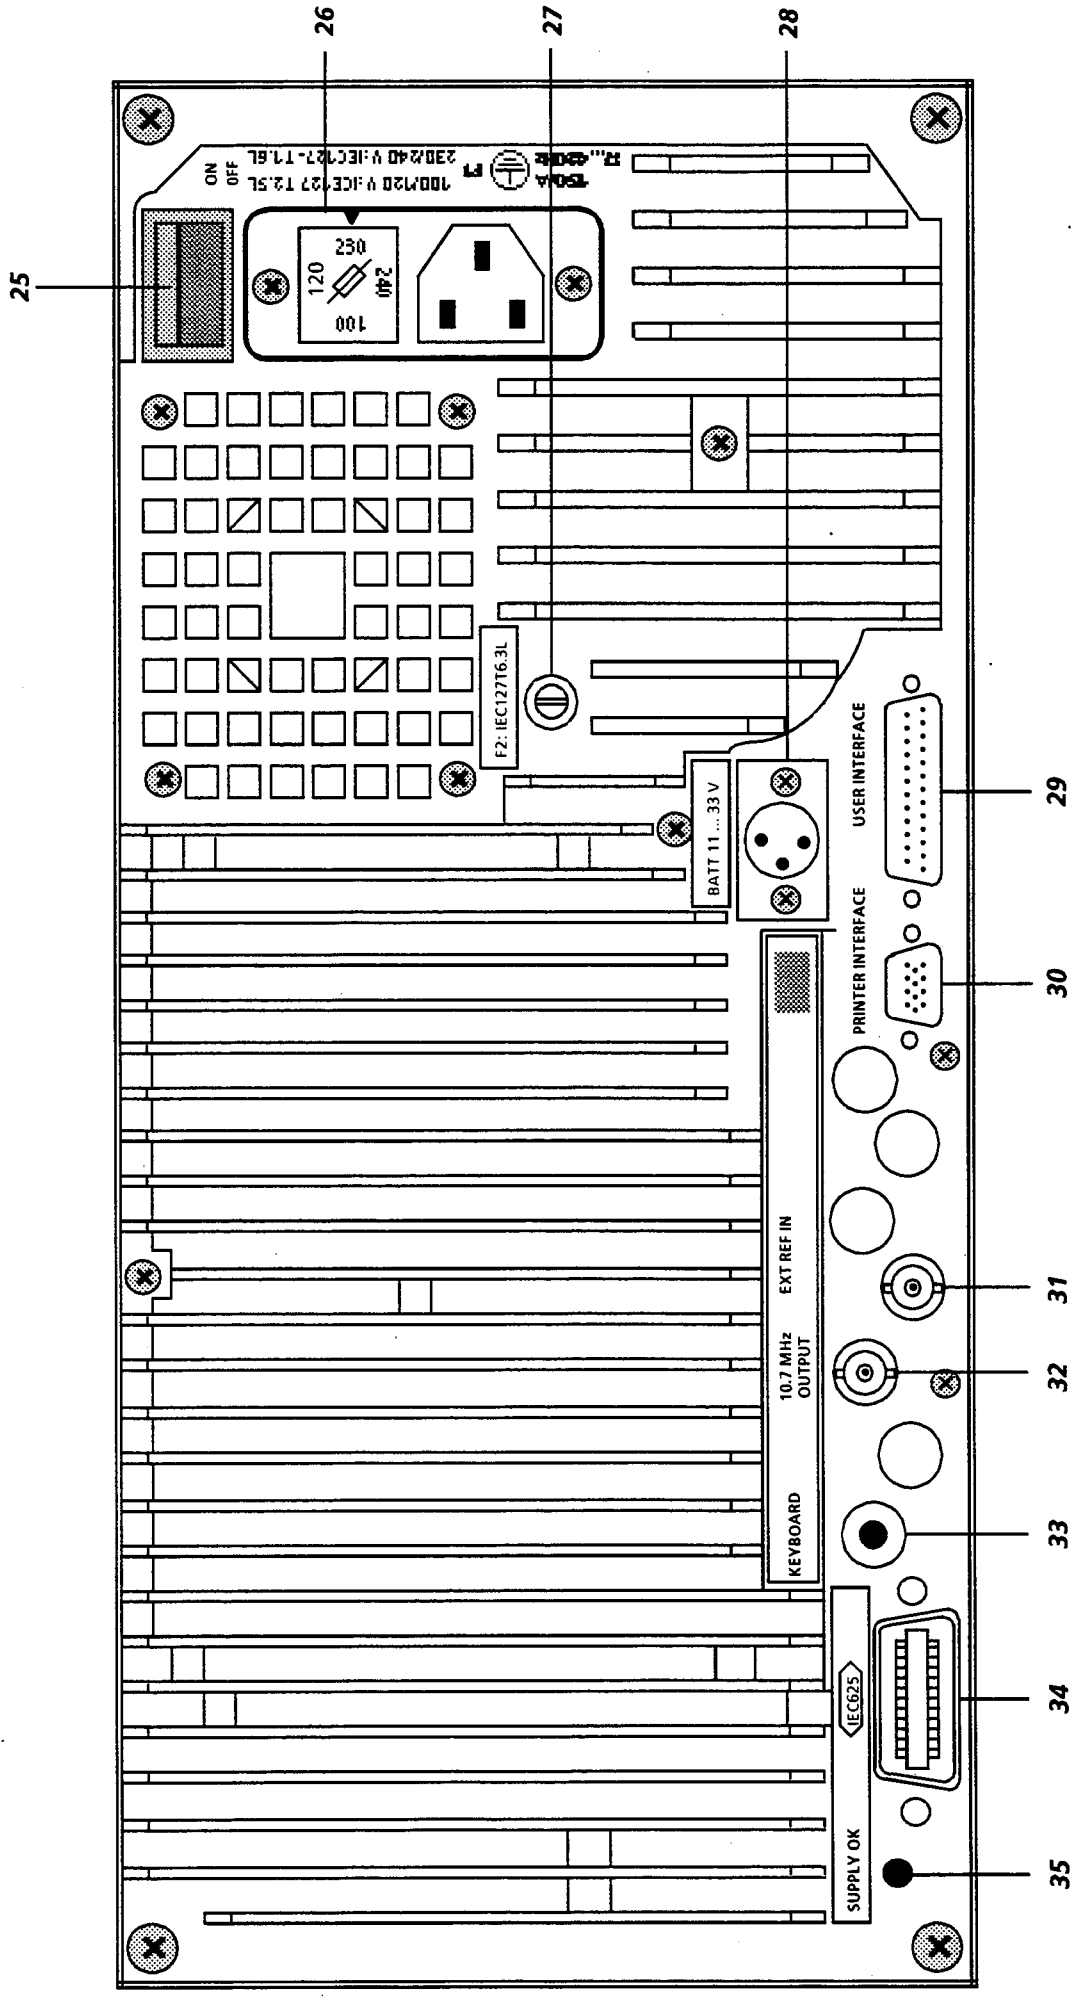 25
26
27
28
ON
OFF
230/240 V:IEC127-T1.6L
100/120 V:ICE127 T2.5L
F1
230
120
240
100
F2: IEC127T6.3L
BATT 11 ... 33 V
USER INTERFACE
PRINTER INTERFACE
EXT REF IN
10.7 MHz
OUTPUT
KEYBOARD
IEC625
SUPPLY OK
29
30
31
32
33
34
35